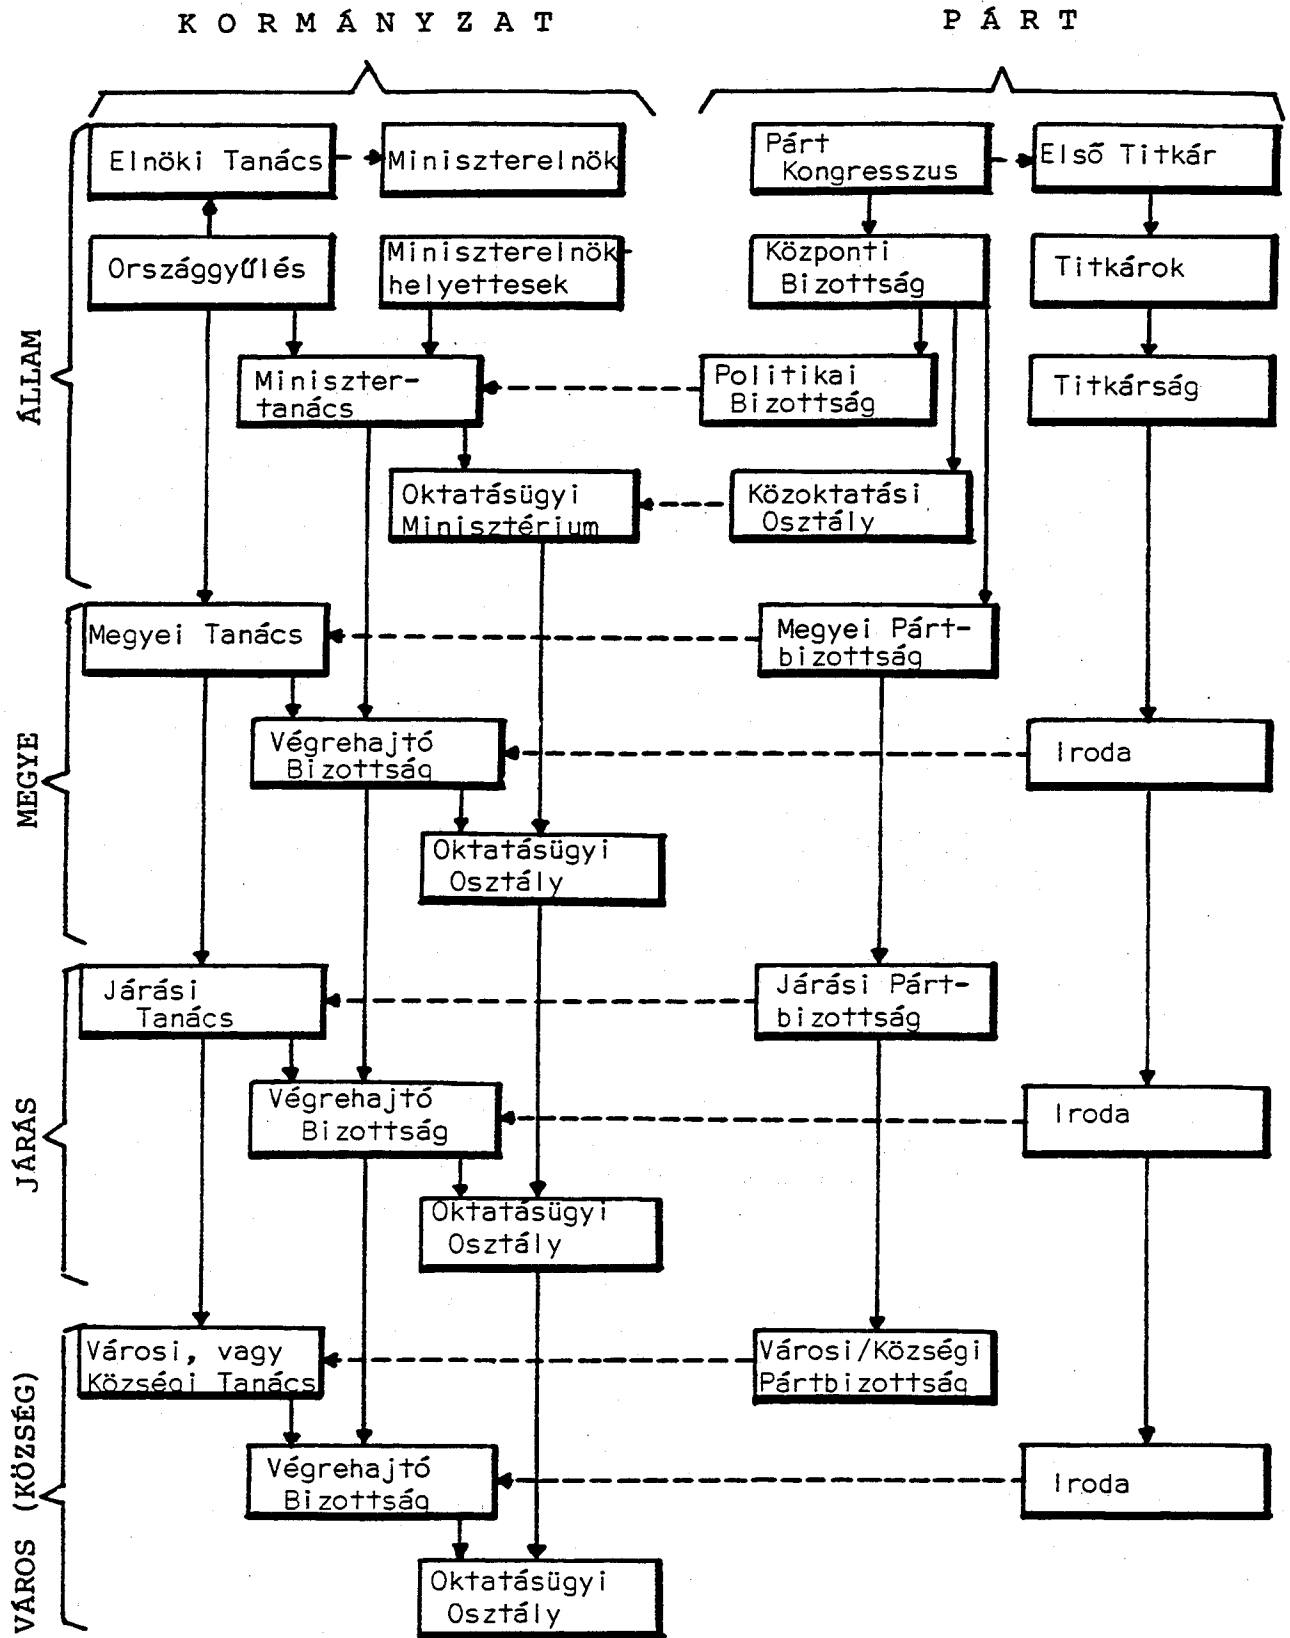 KORMÁNYZAT
PÁRT
ÁLLAM
Elnöki Tanács
Miniszterelnök
Párt
Kongresszus
Első Titkár
Országgyűlés
Miniszterelnök-
helyettesek
Központi
Bizottság
Titkárok
Miniszter-
tanács
Politikai
Bizottság
Titkárság
Oktatásügyi
Minisztérium
Közoktatási
Osztály
MEGYE
Megyei Tanács
Megyei Párt-
bizottság
Végrehajtó
Bizottság
Iroda
Oktatásügyi
Osztály
JÁRÁS
Járási
Tanács
Járási Párt-
bizottság
Végrehajtó
Bizottság
Iroda
Oktatásügyi
Osztály
VÁROS (KÖZSÉG)
Városi, vagy
Községi Tanács
Városi/Községi
Pártbizottság
Végrehajtó
Bizottság
Iroda
Oktatásügyi
Osztály